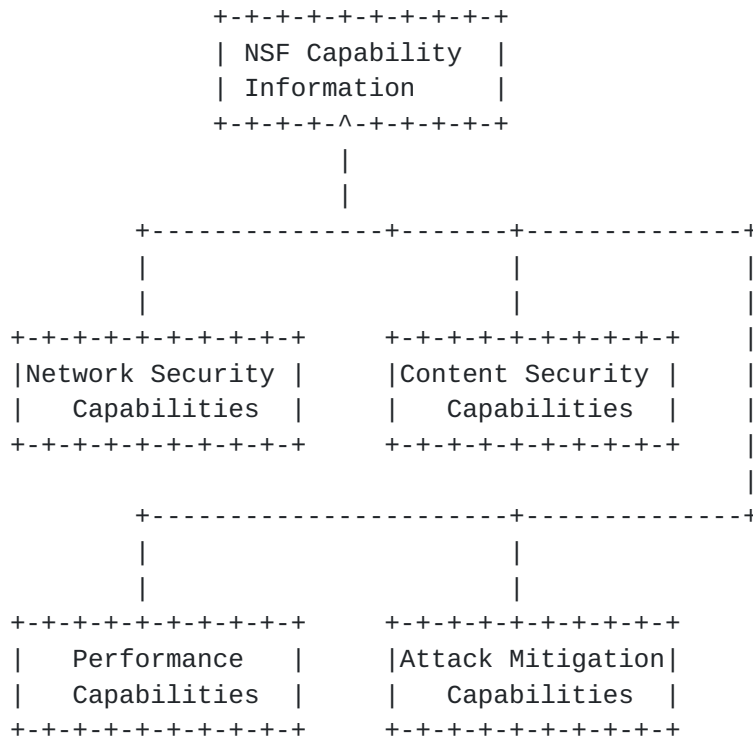 NSF Capability
Information
Network Security
Capabilities
Content Security
Capabilities
Performance
Capabilities
Attack Mitigation
Capabilities